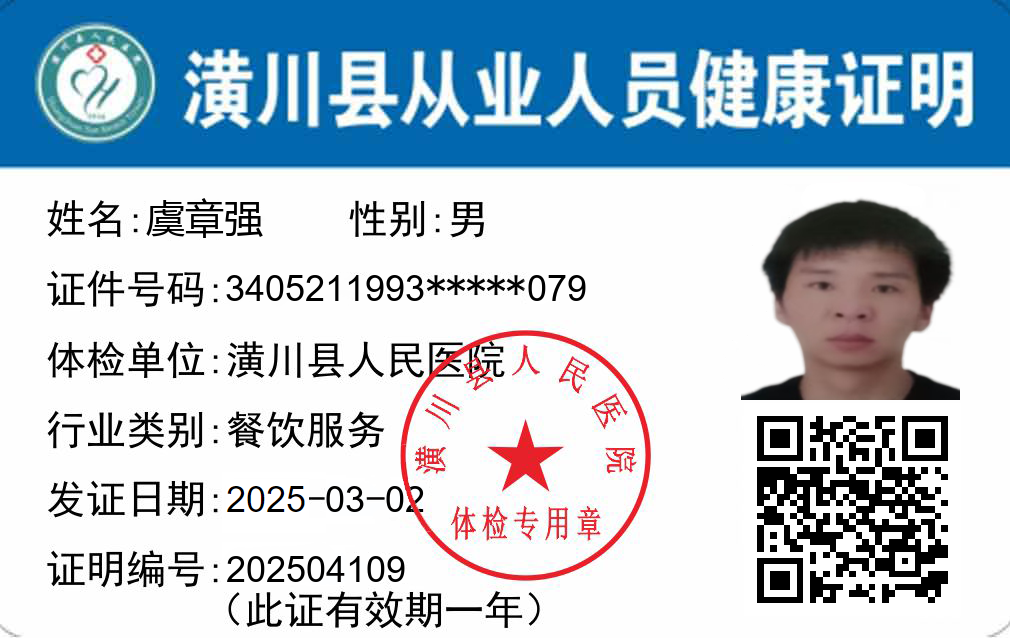 潢川县从业人员健康证明
姓名:虞章强 性别:男
证件号码:3405211993*****079
体检单位:潢川县人民医院
行业类别:餐饮服务
发证日期:2025-03-02
证明编号:202504109
（此证有效期一年）
潢川县人民医院
体检专用章